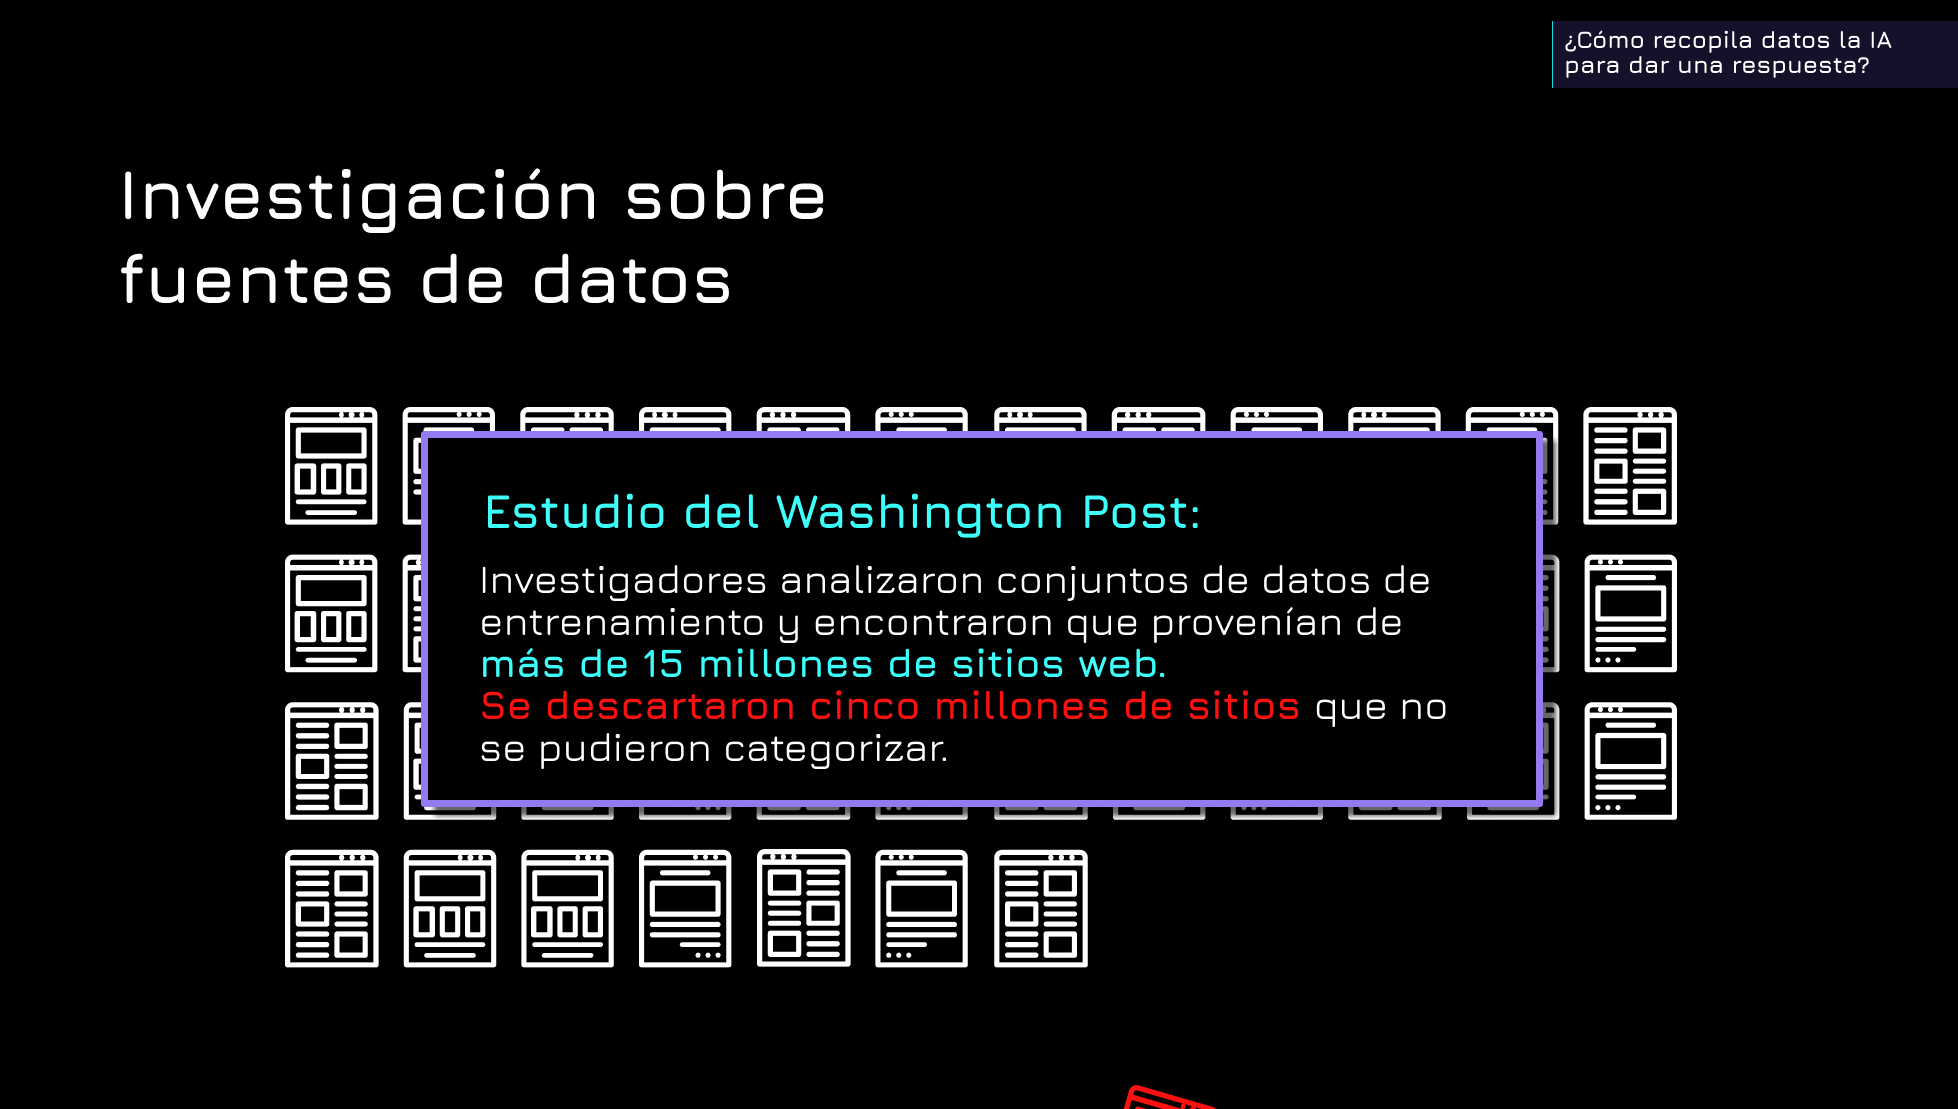 ¿Cómo recopila datos la IA
para dar una respuesta?
Investigación sobre
fuentes de datos
Estudio del Washington Post:
Investigadores analizaron conjuntos de datos de
entrenamiento y encontraron que provenían de
más de 15 millones de sitios web.
Se descartaron cinco millones de sitios que no
se pudieron categorizar.